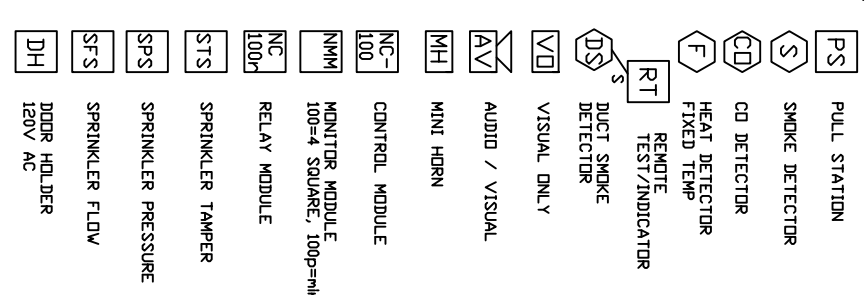 PS
PULL STATION
S
SMOKE DETECTOR
CO
CO DETECTOR
F
HEAT DETECTOR
FIXED TEMP
RT
REMOTE
TEST/INDICATOR
DS
S
DUCT SMOKE
DETECTOR
VO
VISUAL ONLY
AV
AUDIO / VISUAL
MH
MINI HORN
NC-
100
CONTROL MODULE
NMM
MONITOR MODULE
100=4 SQUARE, 100p=mi
NC
100r
RELAY MODULE
STS
SPRINKLER TAMPER
SPS
SPRINKLER PRESSURE
SFS
SPRINKLER FLOW
DH
DOOR HOLDER
120V AC